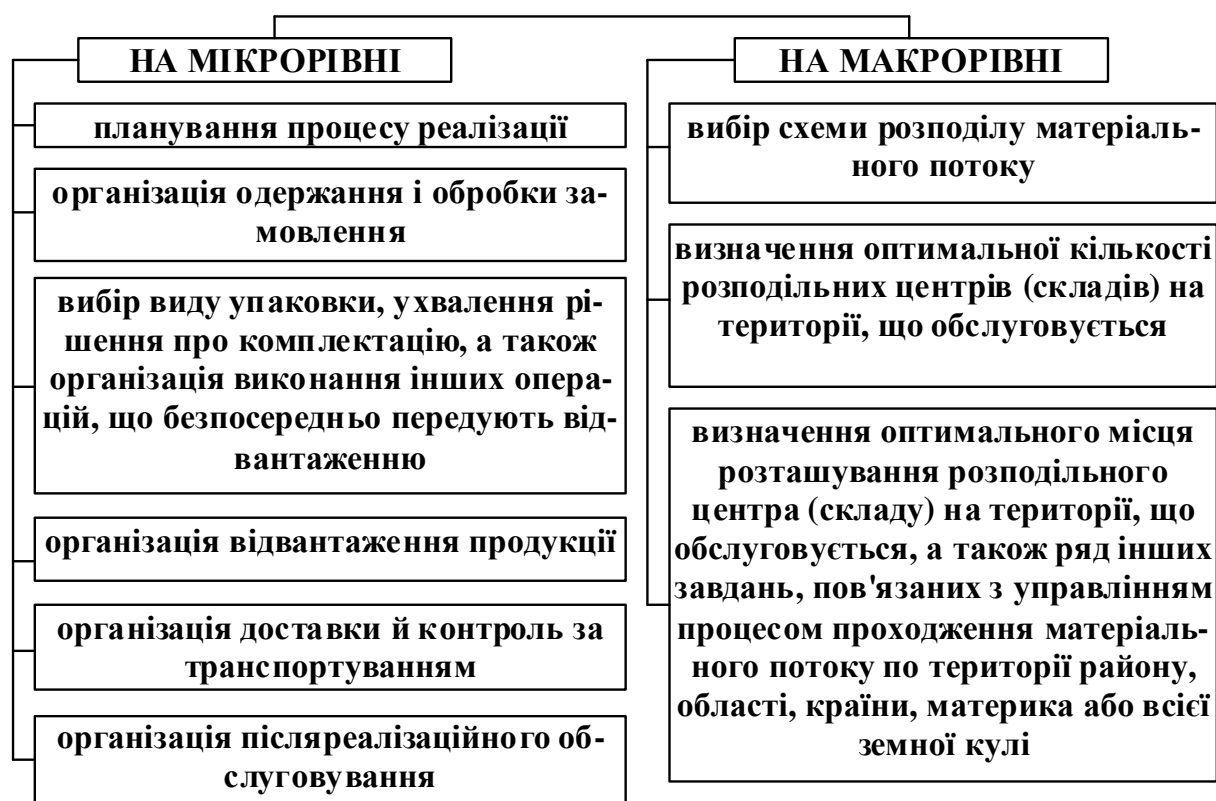 НА МІКРОРІВНІ
планування процесу реалізації
організація одержання і обробки за-
мовлення
вибір виду упаковки, ухвалення рі-
шення про комплектацію, а також
організація виконання інших опера-
цій, що безпосередньо передують від-
вантаженню
організація відвантаження продукції
організація доставки й контроль за
транспортуванням
організація післяреалізаційного об-
слуговування
НА МАКРОРІВНІ
вибір схеми розподілу матеріаль-
ного потоку
визначення оптимальної кількості
розподільних центрів (складів) на
території, що обслуговується
визначення оптимального місця
розташування розподільного
центра (складу) на території, що
обслуговується, а також ряд інших
завдань, пов'язаних з управлінням
процесом проходження матеріаль-
ного потоку по території району,
області, країни, материка або всієї
земної кулі